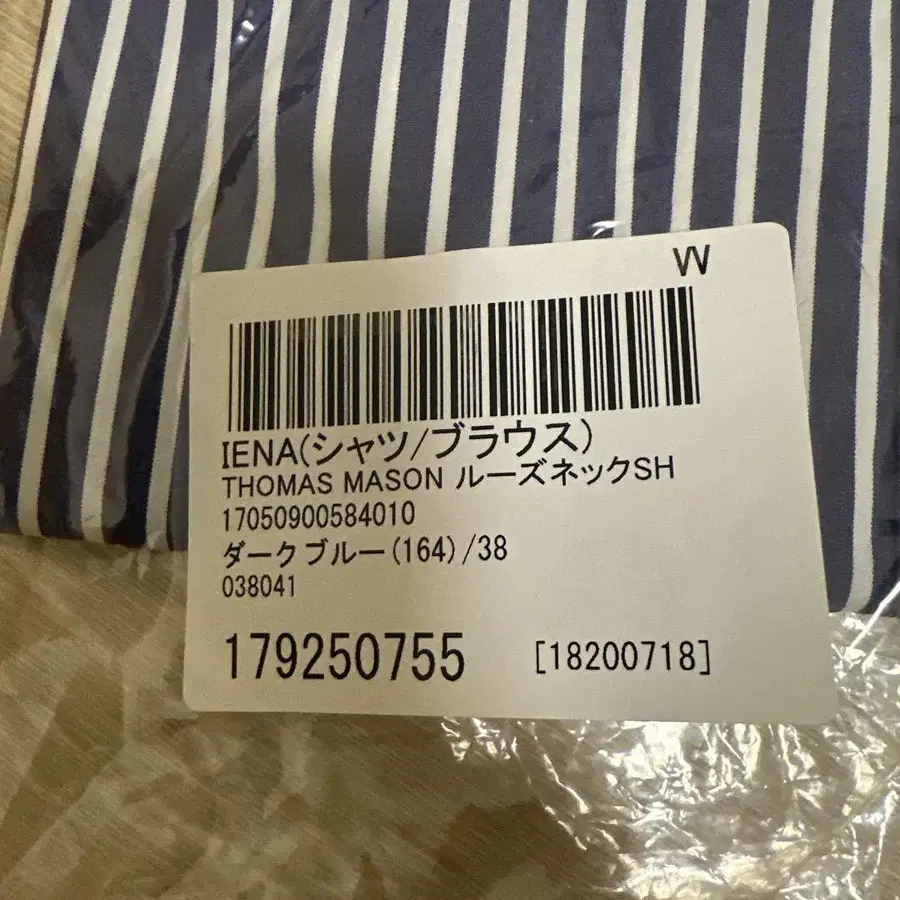 W
IENA(シャツ/ブラウス)
THOMAS MASON ルーズネックSH
17050900584010
ダークブルー(164)/38
038041
179250755 [18200718]